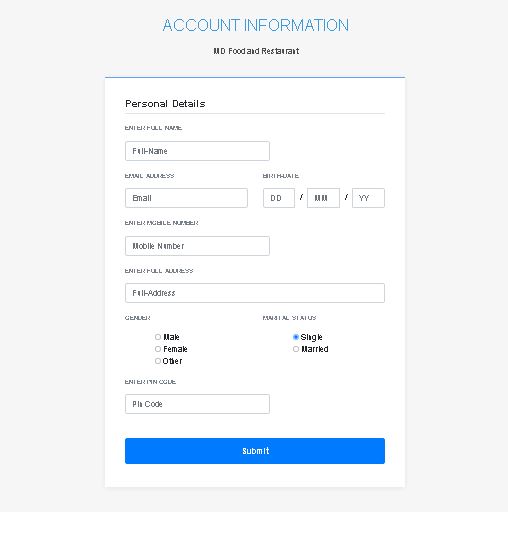 ACCOUNT INFORMATION
MD Food and Restaurant
Personal Details
ENTER FULL NAME
Full-Name
EMAIL ADDRESS BIRTH-DATE
Email DD / MM / YY
ENTER MOBILE NUMBER
Mobile Number
ENTER FULL ADDRESS
Full-Address
GENDER MARITAL STATUS
Male Single
Female Married
Other
ENTER PIN CODE
Pin Code
Submit